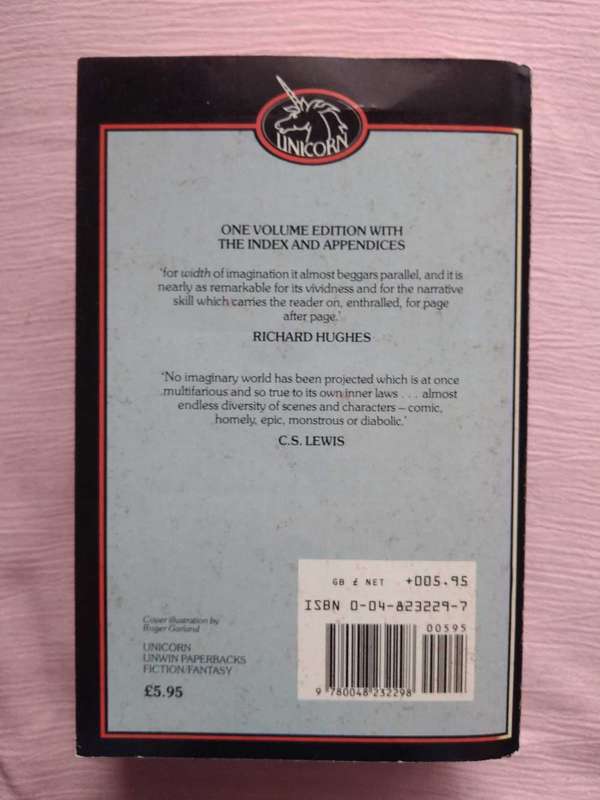 UNICORN
ONE VOLUME EDITION WITH
THE INDEX AND APPENDICES
'for width of imagination it almost beggars parallel, and it is
nearly as remarkable for its vividness and for the narrative
skill which carries the reader on, enthralled, for page
after page.'
RICHARD HUGHES
'No imaginary world has been projected which is at once
multifarious and so true to its own inner laws . . . almost
endless diversity of scenes and characters – comic,
homely, epic, monstrous or diabolic.'
C.S. LEWIS
GB £ NET +005.95
ISBN 0-04-823229-7
00595
9 780048 232298
Cover illustration by
Roger Garland
UNICORN
UNWIN PAPERBACKS
FICTION/FANTASY
£5.95